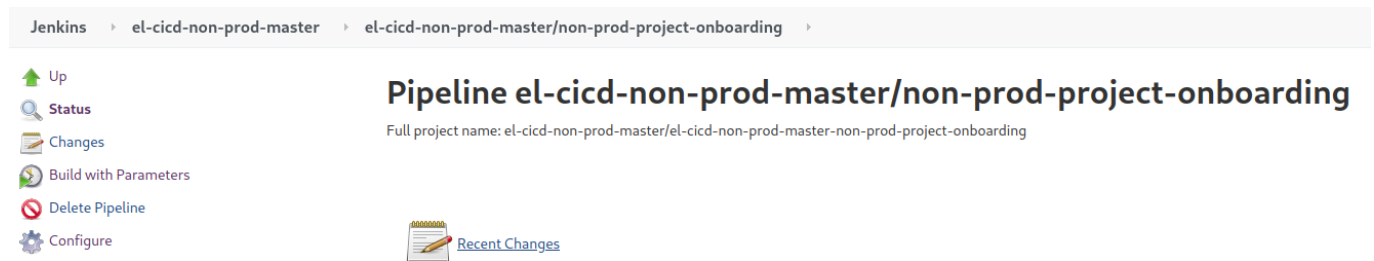 Jenkins el-cicd-non-prod-master el-cicd-non-prod-master/non-prod-project-onboarding
Up
Status
Changes
Build with Parameters
Delete Pipeline
Configure
Pipeline el-cicd-non-prod-master/non-prod-project-onboarding
Full project name: el-cicd-non-prod-master/el-cicd-non-prod-master-non-prod-project-onboarding
Recent Changes